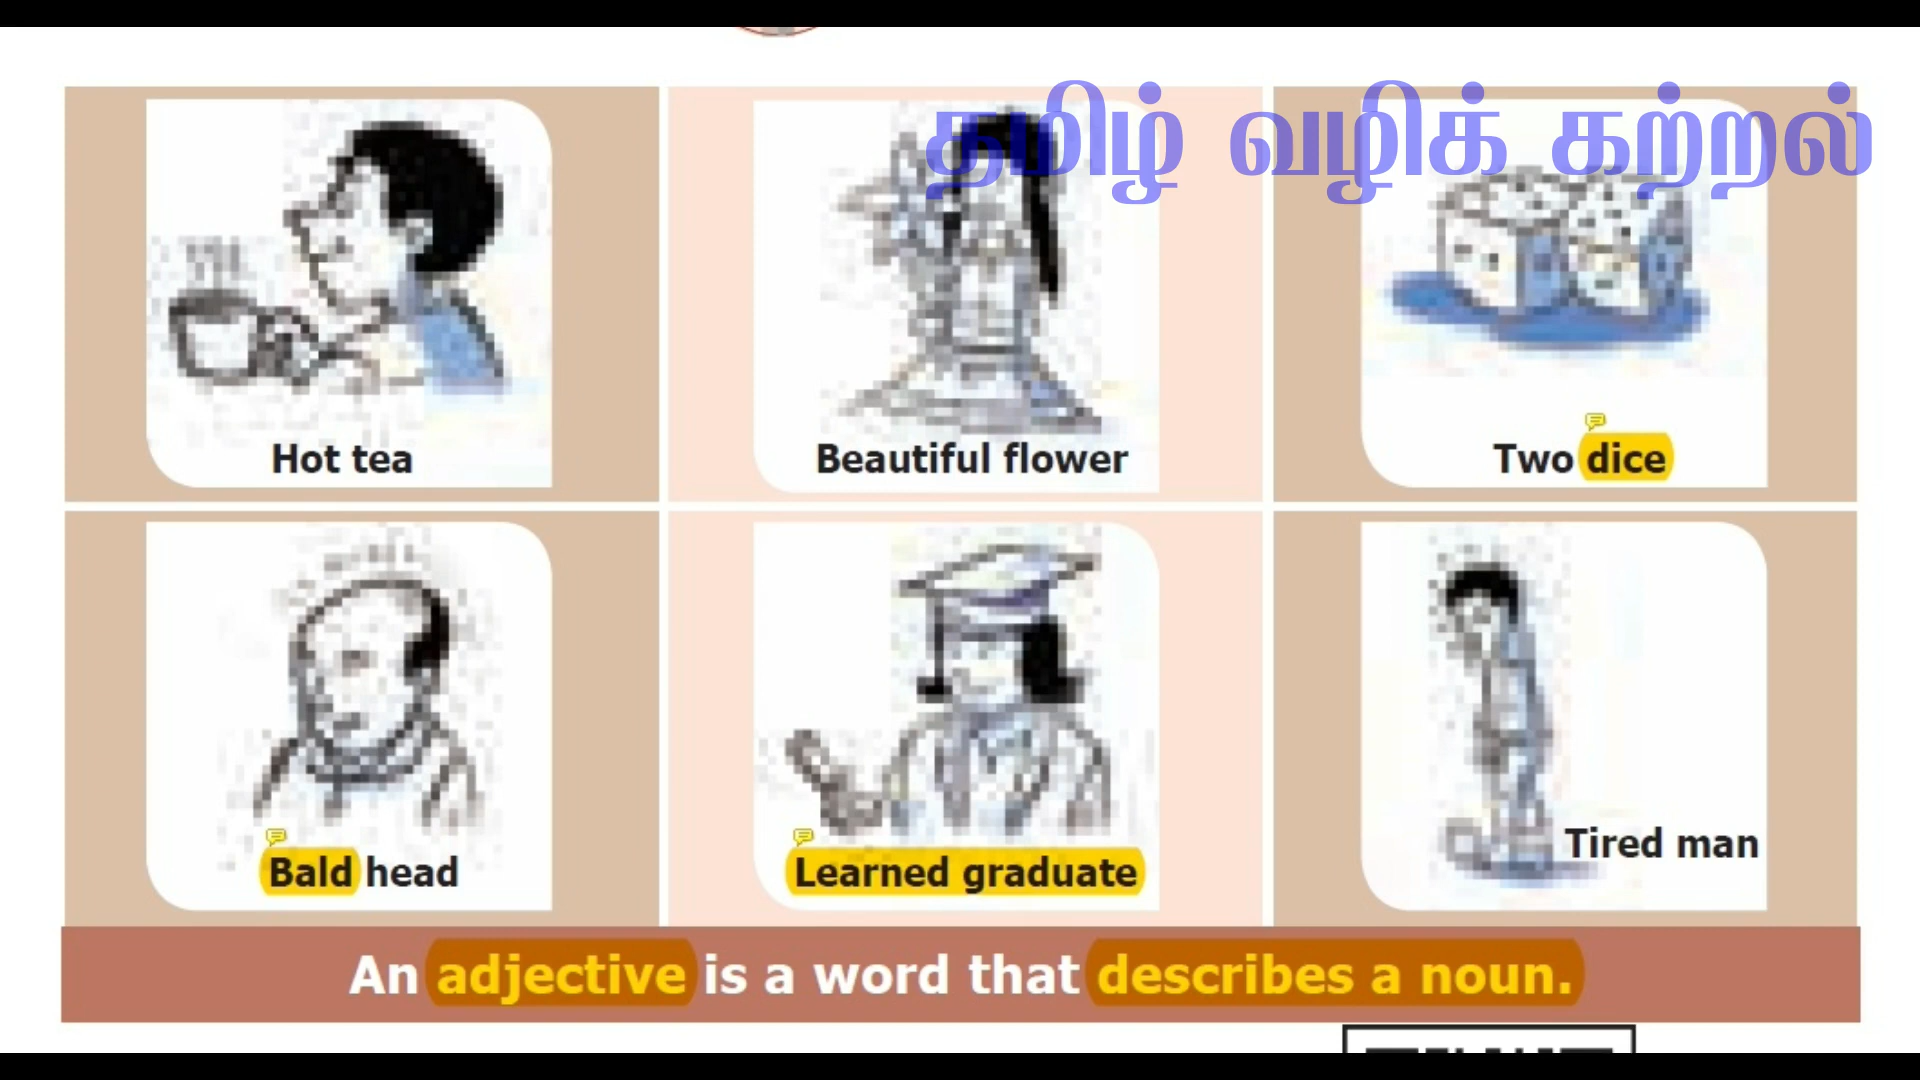 தமிழ் வழிக் கற்றல்
Hot tea
Beautiful flower
Two dice
Bald head
Learned graduate
Tired man
An adjective is a word that describes a noun.